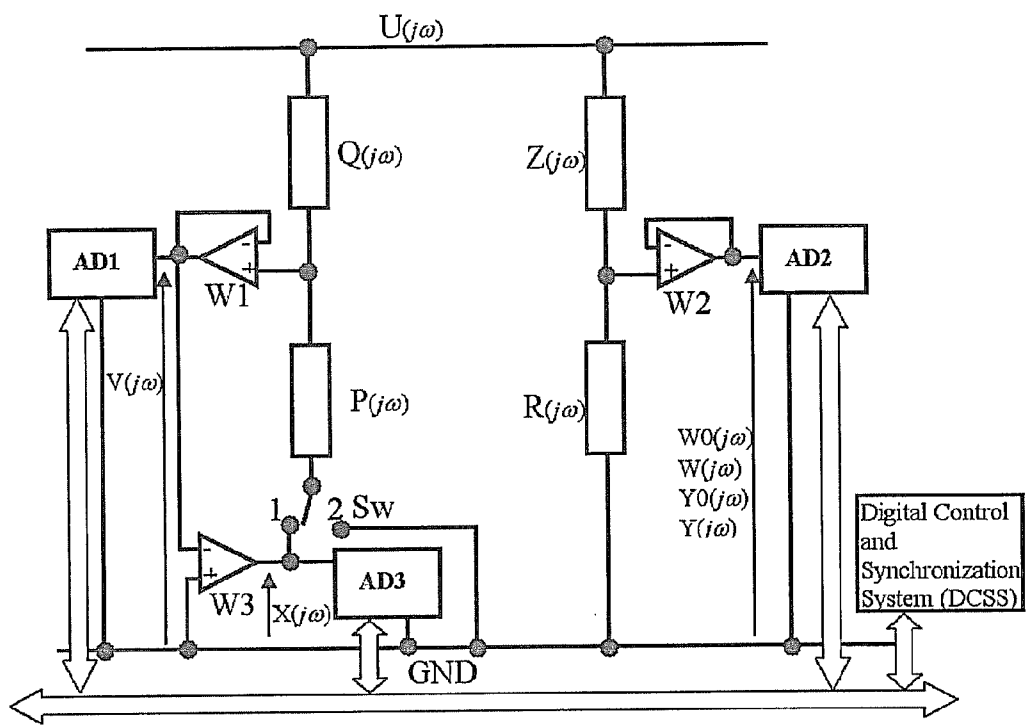 U(jω)
Q(jω)
Z(jω)
AD1
-
+
W1
-
+
W2
AD2
V(jω)
P(jω)
R(jω)
W0(jω)
W(jω)
Y0(jω)
Y(jω)
1
2 Sw
-
+
W3
X(jω)
AD3
GND
Digital Control
and
Synchronization
System (DCSS)